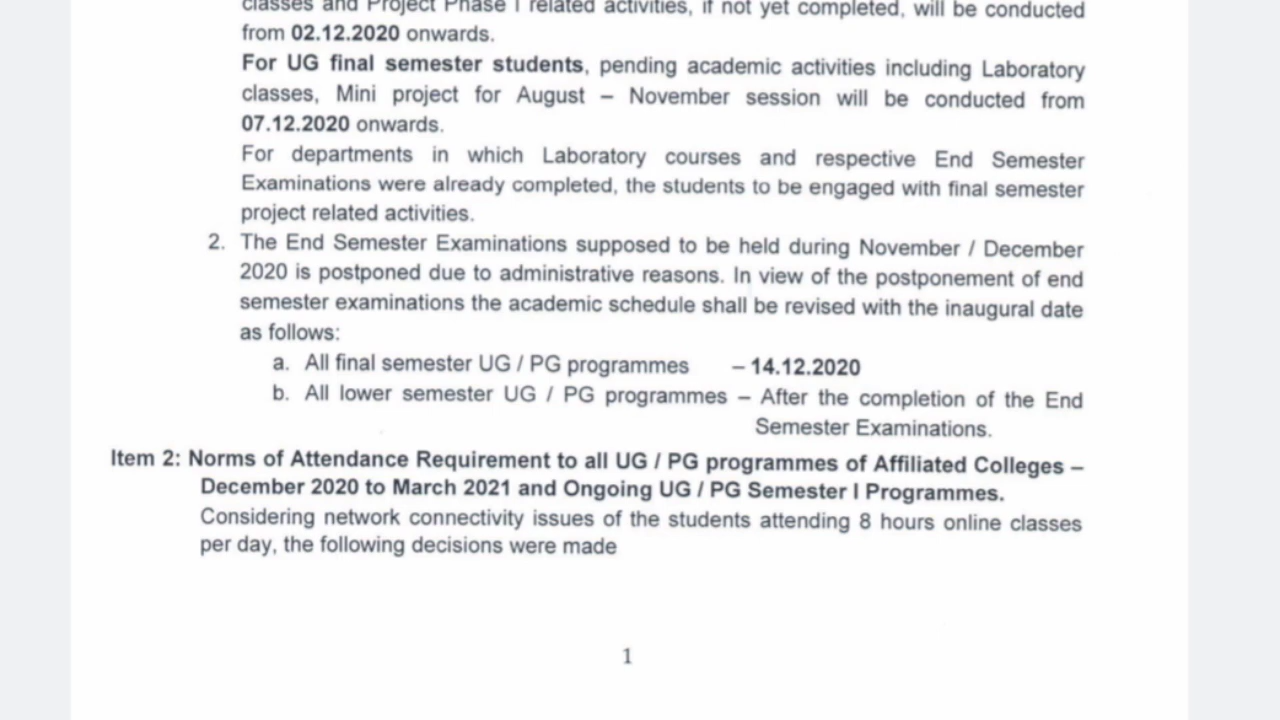 classes and Project Phase I related activities, if not yet completed, will be conducted
from 02.12.2020 onwards.
For UG final semester students, pending academic activities including Laboratory
classes, Mini project for August – November session will be conducted from
07.12.2020 onwards.
For departments in which Laboratory courses and respective End Semester
Examinations were already completed, the students to be engaged with final semester
project related activities.
2. The End Semester Examinations supposed to be held during November / December
2020 is postponed due to administrative reasons. In view of the postponement of end
semester examinations the academic schedule shall be revised with the inaugural date
as follows:
a. All final semester UG / PG programmes – 14.12.2020
b. All lower semester UG / PG programmes – After the completion of the End
Semester Examinations.
Item 2: Norms of Attendance Requirement to all UG / PG programmes of Affiliated Colleges –
December 2020 to March 2021 and Ongoing UG / PG Semester I Programmes.
Considering network connectivity issues of the students attending 8 hours online classes
per day, the following decisions were made
1